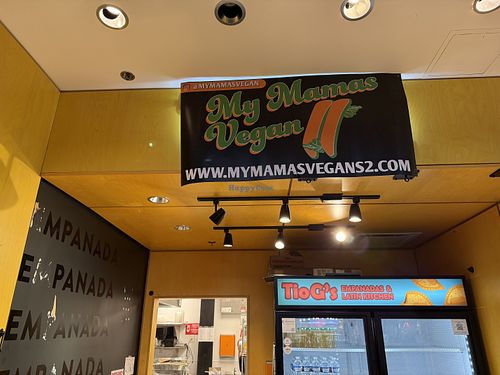 @MYMAMASVEGAN
My Mamas
Vegan
WWW.MYMAMASVEGANS2.COM
HappyCow
EMPANADA
EMPANADA
EMPANADA
EMPANADA
TioG's
EMPANADAS &
LATIN KITCHEN